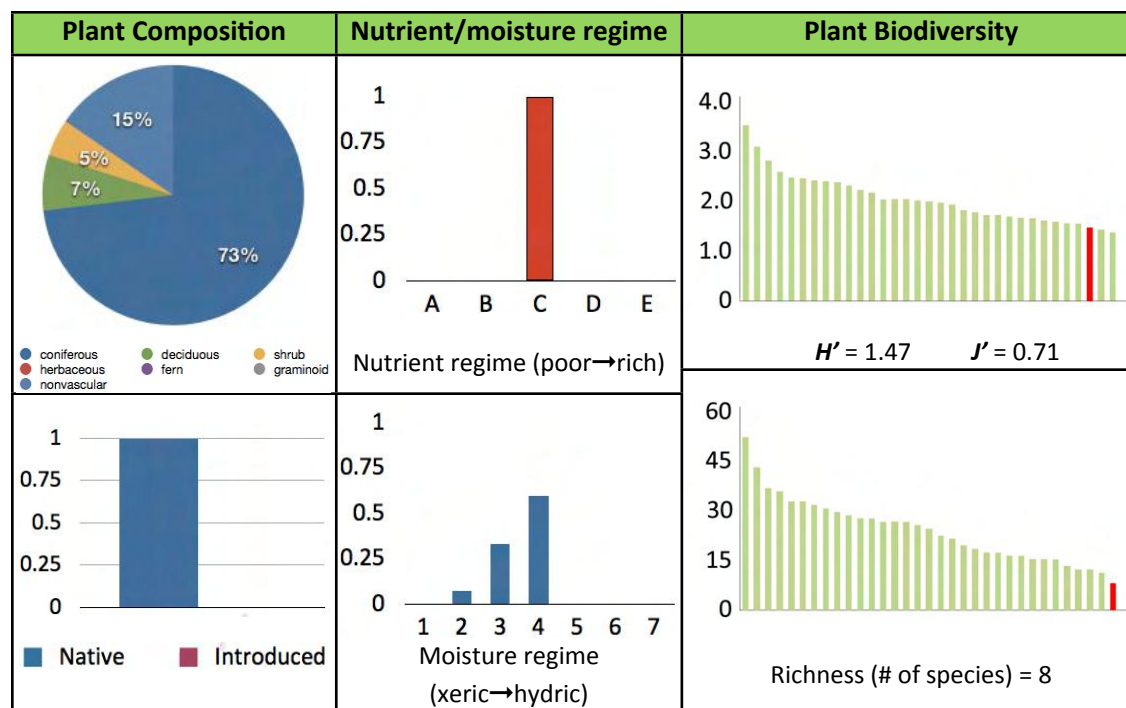 Plant Composition
Nutrient/moisture regime
Plant Biodiversity
15%
5%
7%
73%
coniferous
deciduous
shrub
herbaceous
fern
graminoid
nonvascular
1
0.75
0.5
0.25
0
A B C D E
Nutrient regime (poor→rich)
4.0
3.0
2.0
1.0
0
H’ = 1.47 J’ = 0.71
1
0.75
0.5
0.25
0
Native Introduced
1
0.75
0.5
0.25
0
1 2 3 4 5 6 7
Moisture regime
(xeric→hydric)
60
45
30
15
0
Richness (# of species) = 8